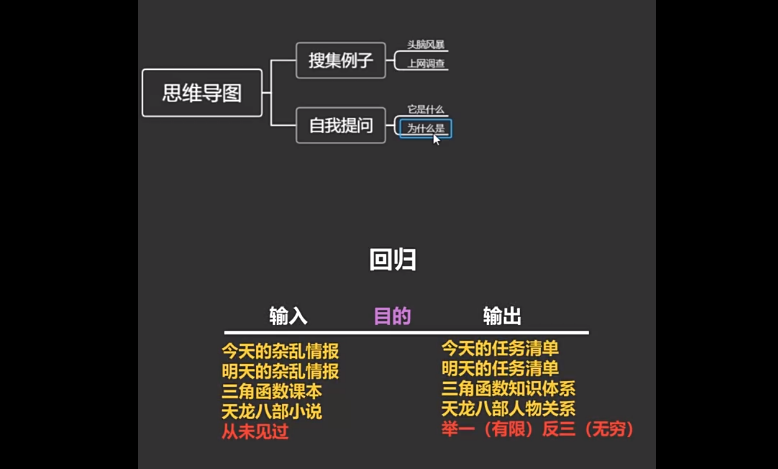 思维导图
搜集例子
头脑风暴
上网调查
自我提问
它是什么
为什么是
回归
输入 目的 输出
今天的杂乱情报 今天的任务清单
明天的杂乱情报 明天的任务清单
三角函数课本 三角函数知识体系
天龙八部小说 天龙八部人物关系
从未见过 举一（有限）反三（无穷）